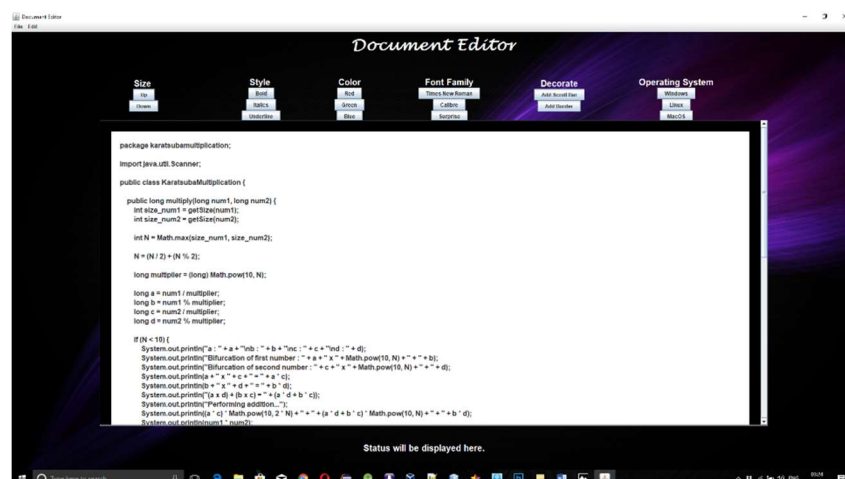 Document Editor
File Edit
Document Editor
Size Style Color Font Family Decorate Operating System
Up Bold Red Times New Roman Add Scroll Bar Windows
Down Italics Green Calibre Add Border Linux
Underline Blue Surprise MacOS
package karatsubamultiplication;
import java.util.Scanner;
public class KaratsubaMultiplication {
public long multiply(long num1, long num2) {
int size_num1 = getSize(num1);
int size_num2 = getSize(num2);
int N = Math.max(size_num1, size_num2);
N = (N / 2) + (N % 2);
long multiplier = (long) Math.pow(10, N);
long a = num1 / multiplier;
long b = num1 % multiplier;
long c = num2 / multiplier;
long d = num2 % multiplier;
if (N < 10) {
System.out.println("a : " + a + "\nb : " + b + "\nc : " + c + "\nd : " + d);
System.out.println("Bifurcation of first number : " + a + " x " + Math.pow(10, N) + " + " + b);
System.out.println("Bifurcation of second number : " + c + " x " + Math.pow(10, N) + " + " + d);
System.out.println(a + " x " + c + " = " + a * c);
System.out.println(b + " x " + d + " = " + b * d);
System.out.println("(a x d) + (b x c) = " + (a * d + b * c));
System.out.println("Performing addition...");
System.out.println((a * c) * Math.pow(10, 2 * N) + " + " + (a * d + b * c) * Math.pow(10, N) + " + " + b * d);
System.out.println(num1 * num2);
Status will be displayed here.